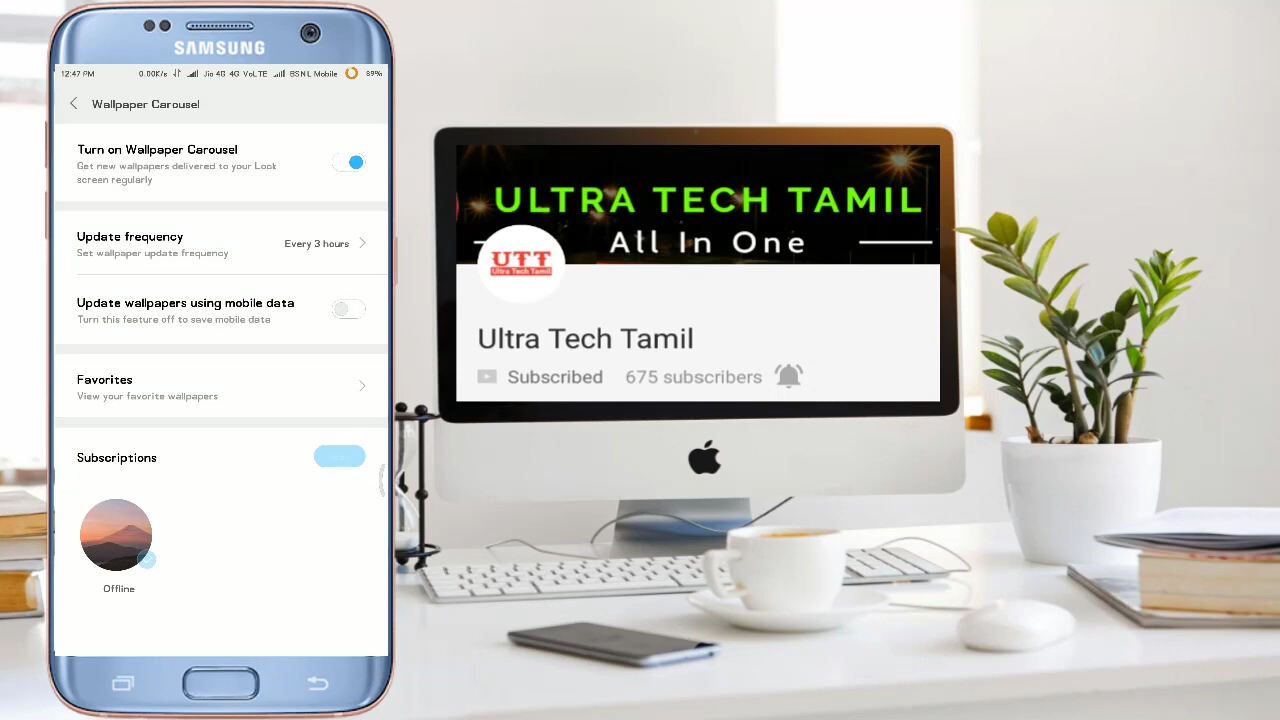 SAMSUNG
12:47 PM 0.00K/s Jio 4G 4G VoLTE BSNL Mobile 89%
Wallpaper Carousel
Turn on Wallpaper Carousel
Get new wallpapers delivered to your Lock
screen regularly
Update frequency
Every 3 hours
Set wallpaper update frequency
Update wallpapers using mobile data
Turn this feature off to save mobile data
Favorites
View your favorite wallpapers
Subscriptions
Offline
ULTRA TECH TAMIL
All In One
UTT
Ultra Tech Tamil
Ultra Tech Tamil
Subscribed 675 subscribers